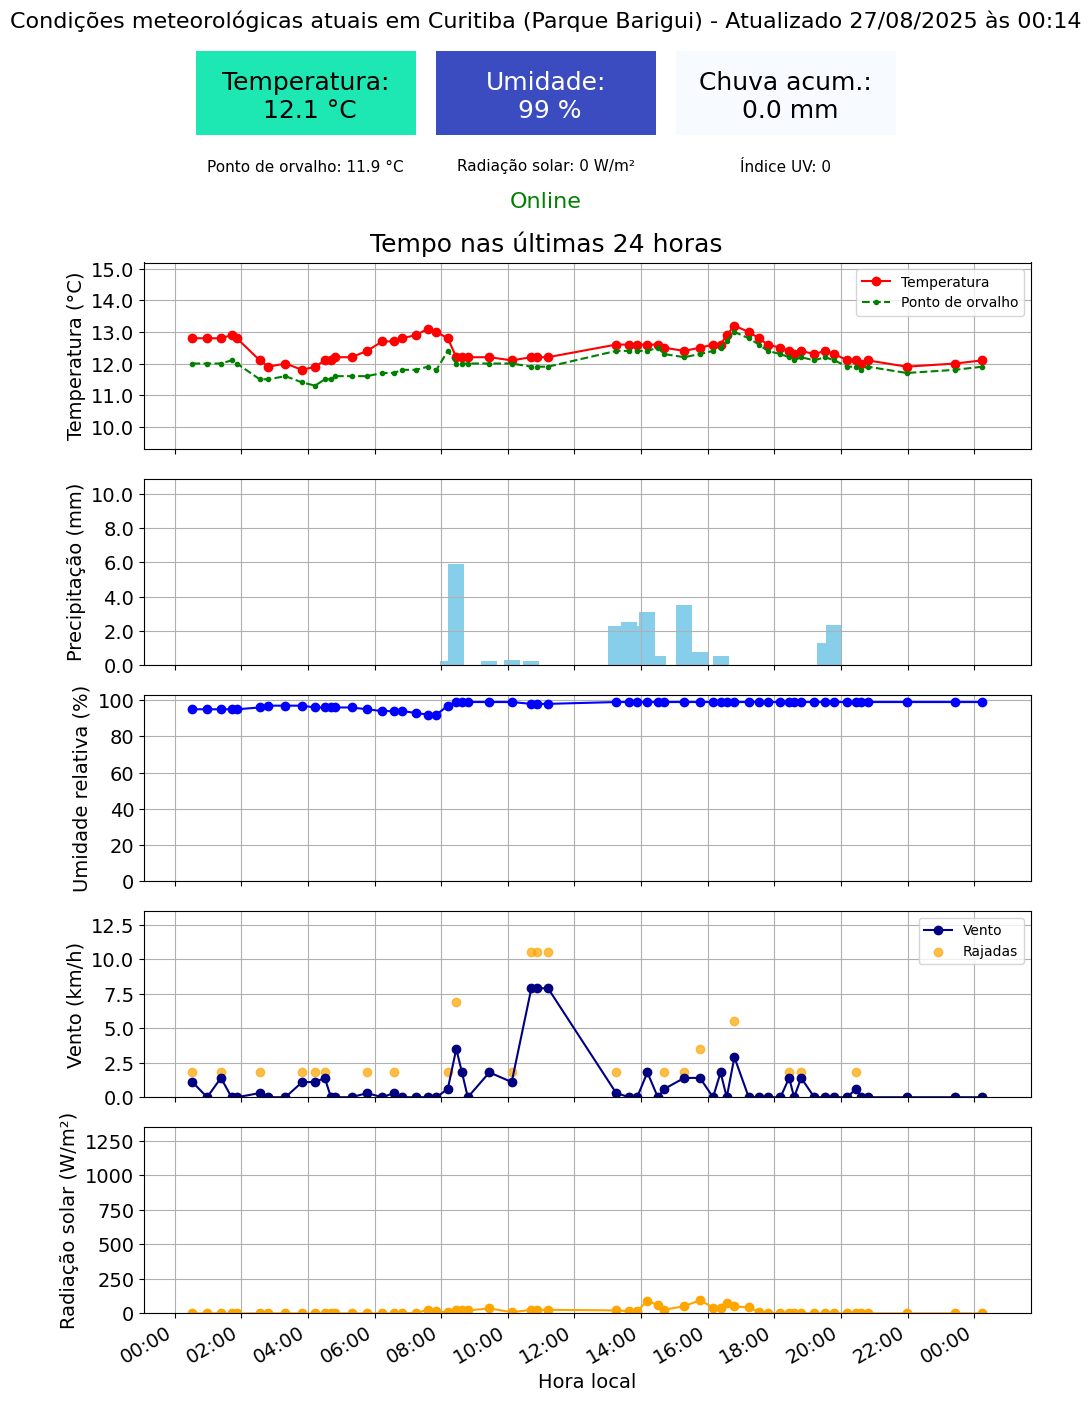 Condições meteorológicas atuais em Curitiba (Parque Barigui) - Atualizado 27/08/2025 às 00:14
Temperatura:
12.1 °C
Umidade:
99 %
Chuva acum.:
0.0 mm
Ponto de orvalho: 11.9 °C
Radiação solar: 0 W/m²
Índice UV: 0
Online
Tempo nas últimas 24 horas
Temperatura (°C)
15.0
14.0
13.0
12.0
11.0
10.0
Temperatura
Ponto de orvalho
Precipitação (mm)
10.0
8.0
6.0
4.0
2.0
0.0
Umidade relativa (%)
100
80
60
40
20
0
Vento (km/h)
12.5
10.0
7.5
5.0
2.5
0.0
Vento
Rajadas
Radiação solar (W/m²)
1250
1000
750
500
250
0
00:00
02:00
04:00
06:00
08:00
10:00
12:00
14:00
16:00
18:00
20:00
22:00
00:00
Hora local